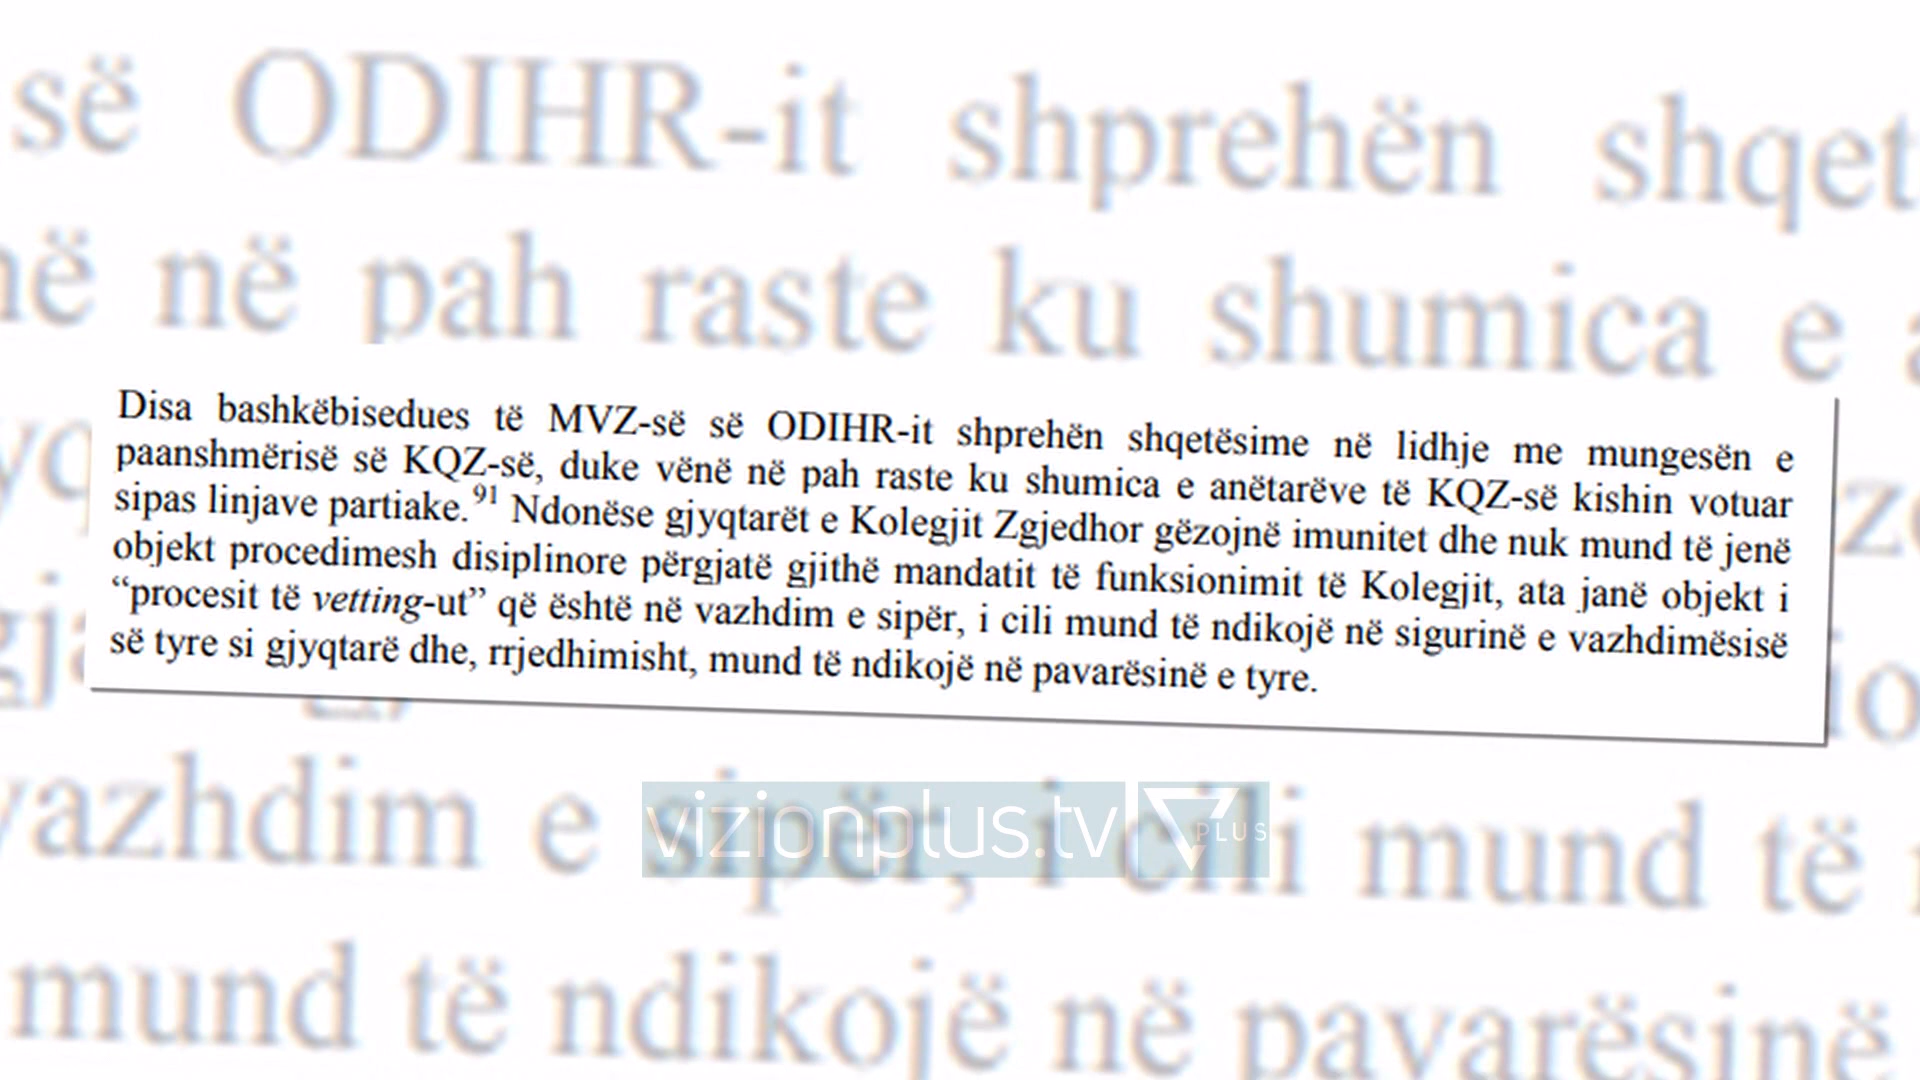 së ODIHR-it shprehën shqet
në pah raste ku shumica e
Disa bashkëbisedues të MVZ-së së ODIHR-it shprehën shqetësime në lidhje me mungesën e
paanshmërisë së KQZ-së, duke vënë në pah raste ku shumica e anëtarëve të KQZ-së kishin votuar
sipas linjave partiake.91 Ndonëse gjyqtarët e Kolegjit Zgjedhor gëzojnë imunitet dhe nuk mund të jenë
objekt procedimesh disiplinore përgjatë gjithë mandatit të funksionimit të Kolegjit, ata janë objekt i
“procesit të vetting-ut” që është në vazhdim e sipër, i cili mund të ndikojë në sigurinë e vazhdimësisë
së tyre si gjyqtarë dhe, rrjedhimisht, mund të ndikojë në pavarësinë e tyre.
vazhdim e sipër, i cili mund të
vizionplus.tv PLUS
mund të ndikojë në pavarësinë